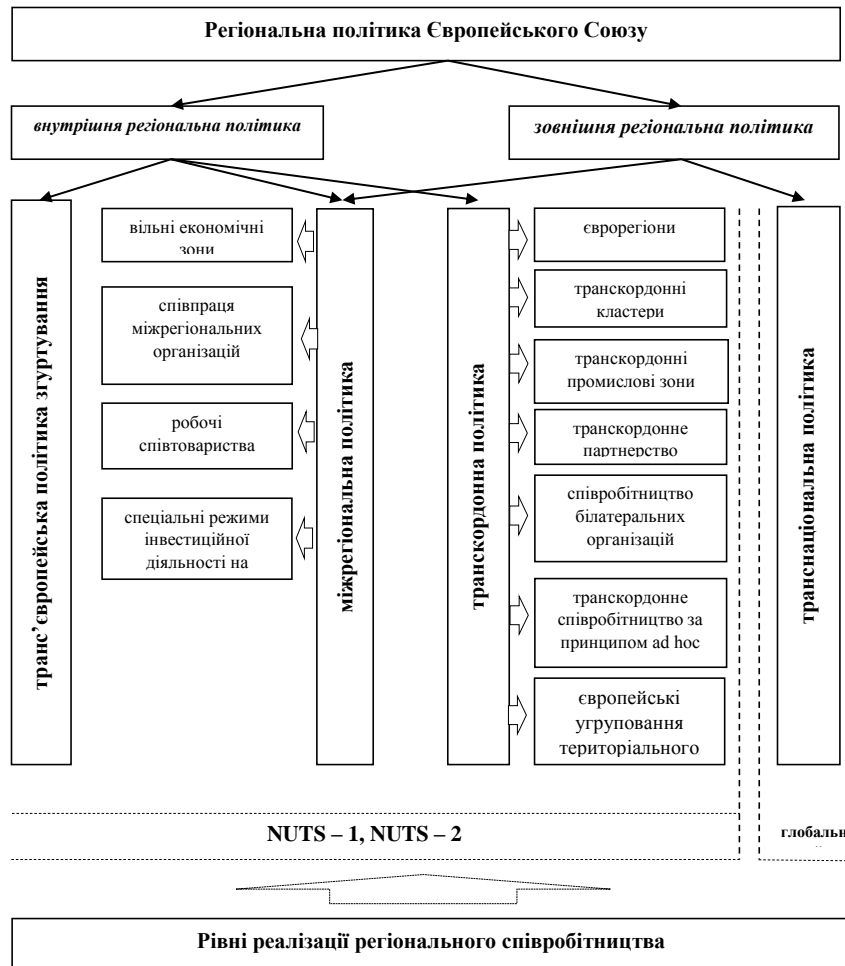 Регіональна політика Європейського Союзу
внутрішня регіональна політика
зовнішня регіональна політика
транс’європейська політика згуртування
вільні економічні
зони
співпраця
міжрегіональних
організацій
робочі
співтовариства
спеціальні режими
інвестиційної
діяльності на
міжрегіональна політика
транскордонна політика
єврорегіони
транскордонні
кластери
транскордонні
промислові зони
транскордонне
партнерство
співробітництво
білатеральних
організацій
транскордонне
співробітництво за
принципом ad hoc
європейські
угруповання
територіального
транснаціональна політика
NUTS – 1, NUTS – 2
Рівні реалізації регіонального співробітництва